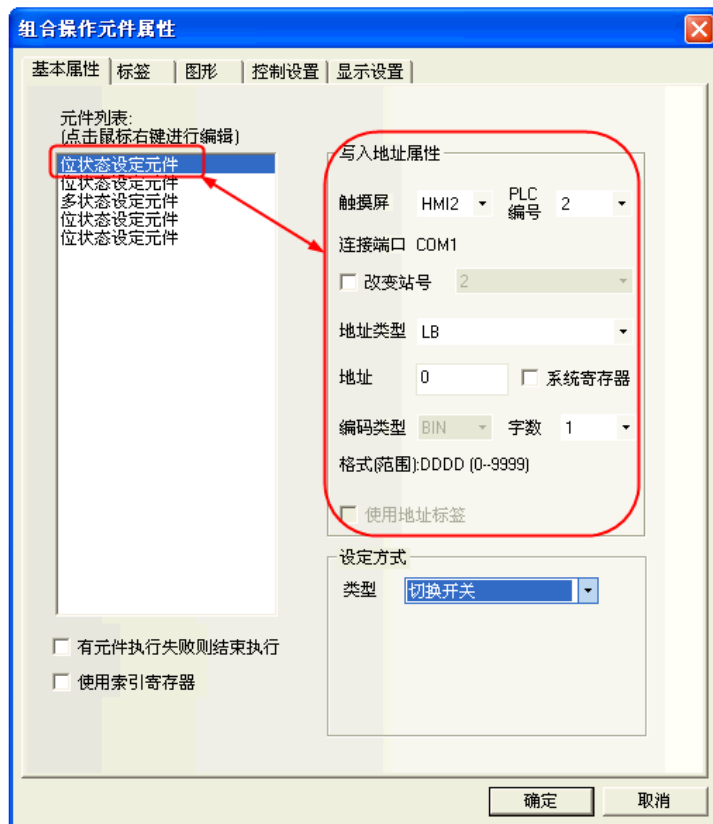 组合操作元件属性
基本属性 标签 图形 控制设置 显示设置
元件列表:
(点击鼠标右键进行编辑)
位状态设定元件
位状态设定元件
多状态设定元件
位状态设定元件
位状态设定元件
有元件执行失败则结束执行
使用索引寄存器
写入地址属性
触摸屏 HMI2 PLC编号 2
连接端口 COM1
改变站号 2
地址类型 LB
地址 0 系统寄存器
编码类型 BIN 字数 1
格式(范围):DDDD (0--9999)
使用地址标签
设定方式
类型 切换开关
确定 取消